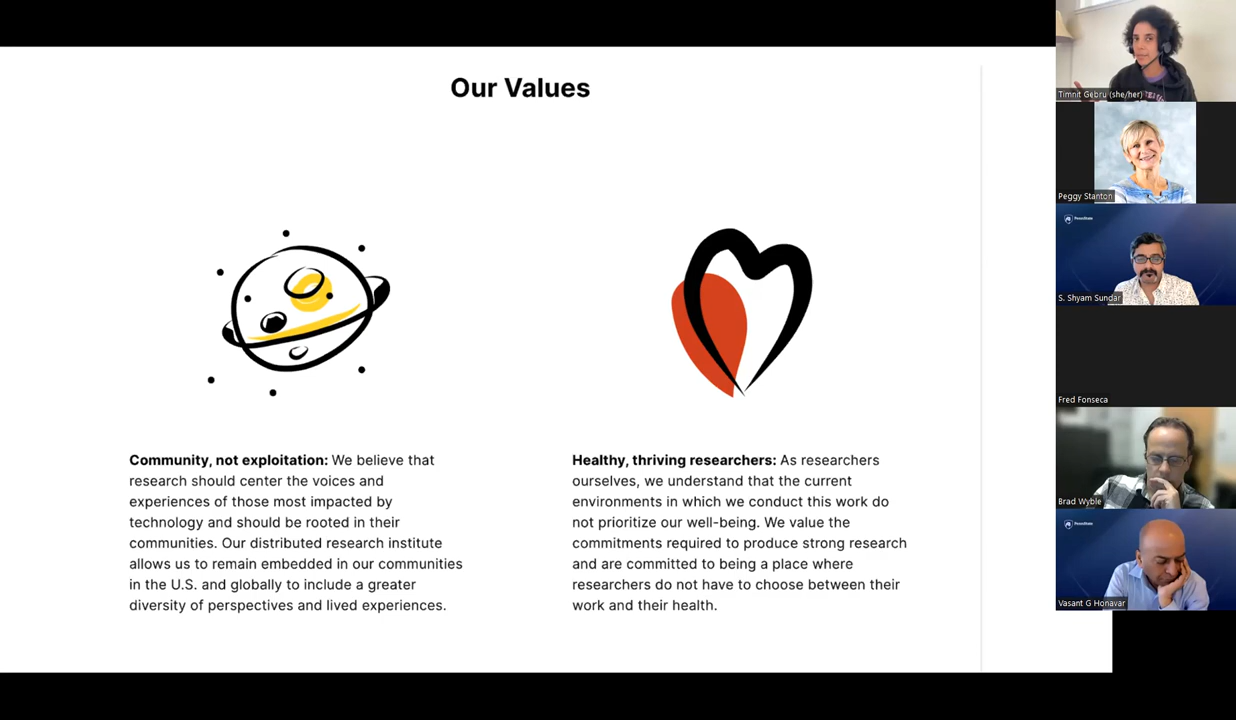 Our Values
Community, not exploitation: We believe that
research should center the voices and
experiences of those most impacted by
technology and should be rooted in their
communities. Our distributed research institute
allows us to remain embedded in our communities
in the U.S. and globally to include a greater
diversity of perspectives and lived experiences.
Healthy, thriving researchers: As researchers
ourselves, we understand that the current
environments in which we conduct this work do
not prioritize our well-being. We value the
commitments required to produce strong research
and are committed to being a place where
researchers do not have to choose between their
work and their health.
Timnit Gebru (she/her)
Peggy Stanton
PennState
S. Shyam Sundar
Fred Fonseca
Brad Wyble
PennState
Vasant G Honavar